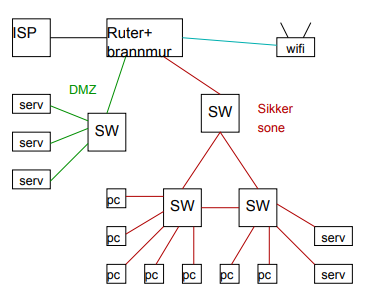 ISP
Ruter+
brannmur
wifi
DMZ
serv
serv
serv
SW
SW
Sikker
sone
pc
SW
SW
pc
serv
pc
pc
pc
pc
pc
serv